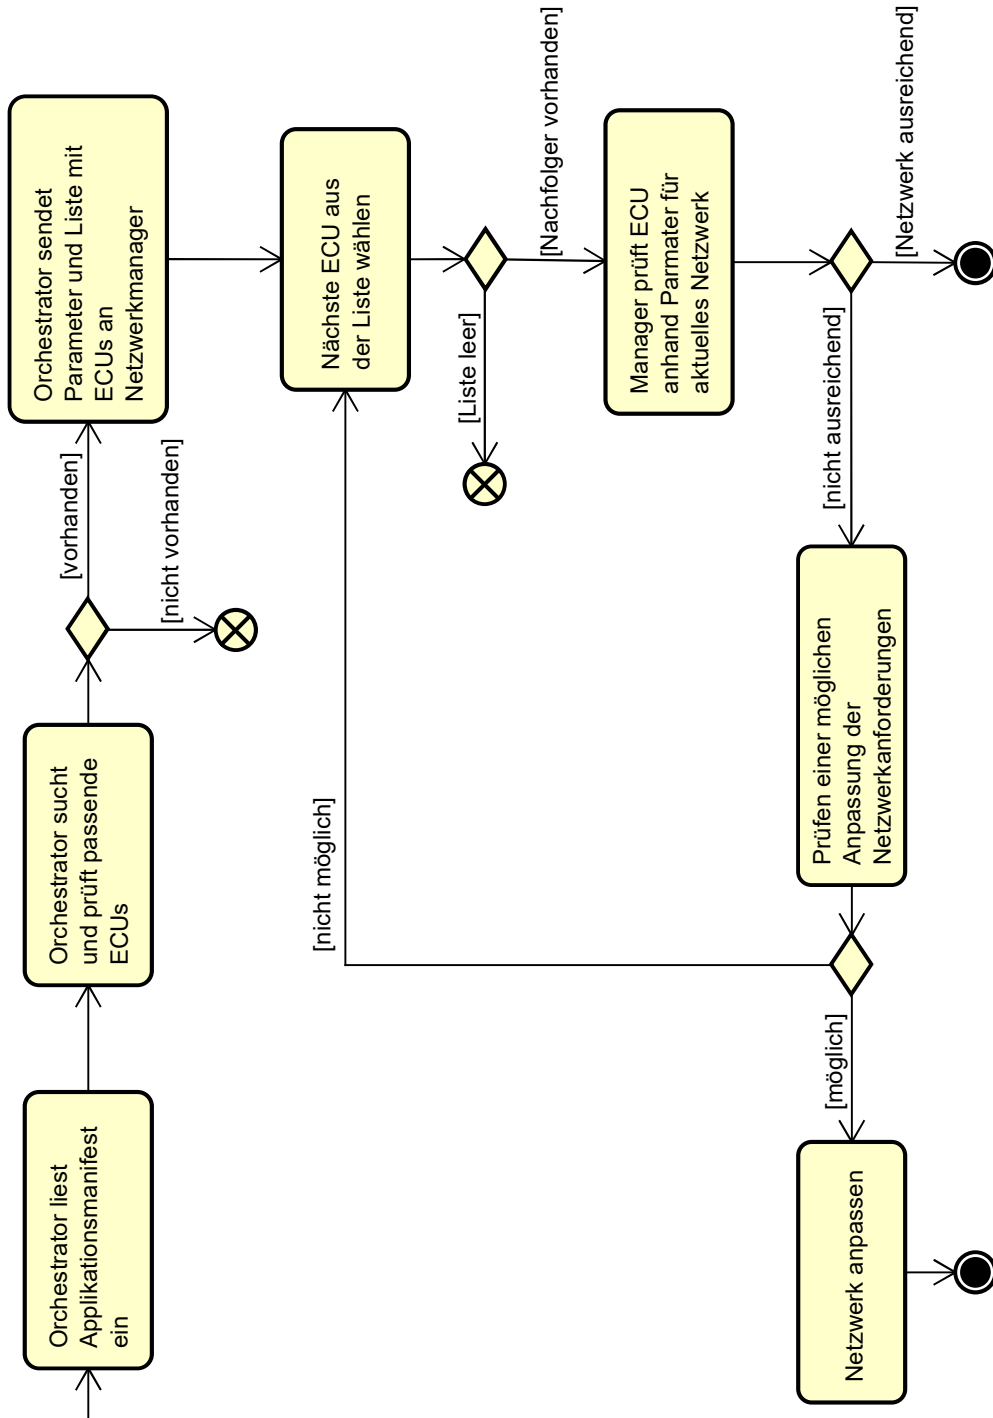 Orchestrator liest
Applikationsmanifest
ein
Orchestrator sucht
und prüft passende
ECUs
[vorhanden]
[nicht vorhanden]
Orchestrator sendet
Parameter und Liste mit
ECUs an
Netzwerkmanager
Nächste ECU aus
der Liste wählen
[Liste leer]
[Nachfolger vorhanden]
Manager prüft ECU
anhand Parmater für
aktuelles Netzwerk
[Netzwerk ausreichend]
[nicht ausreichend]
Prüfen einer möglichen
Anpassung der
Netzwerkanforderungen
[nicht möglich]
[möglich]
Netzwerk anpassen